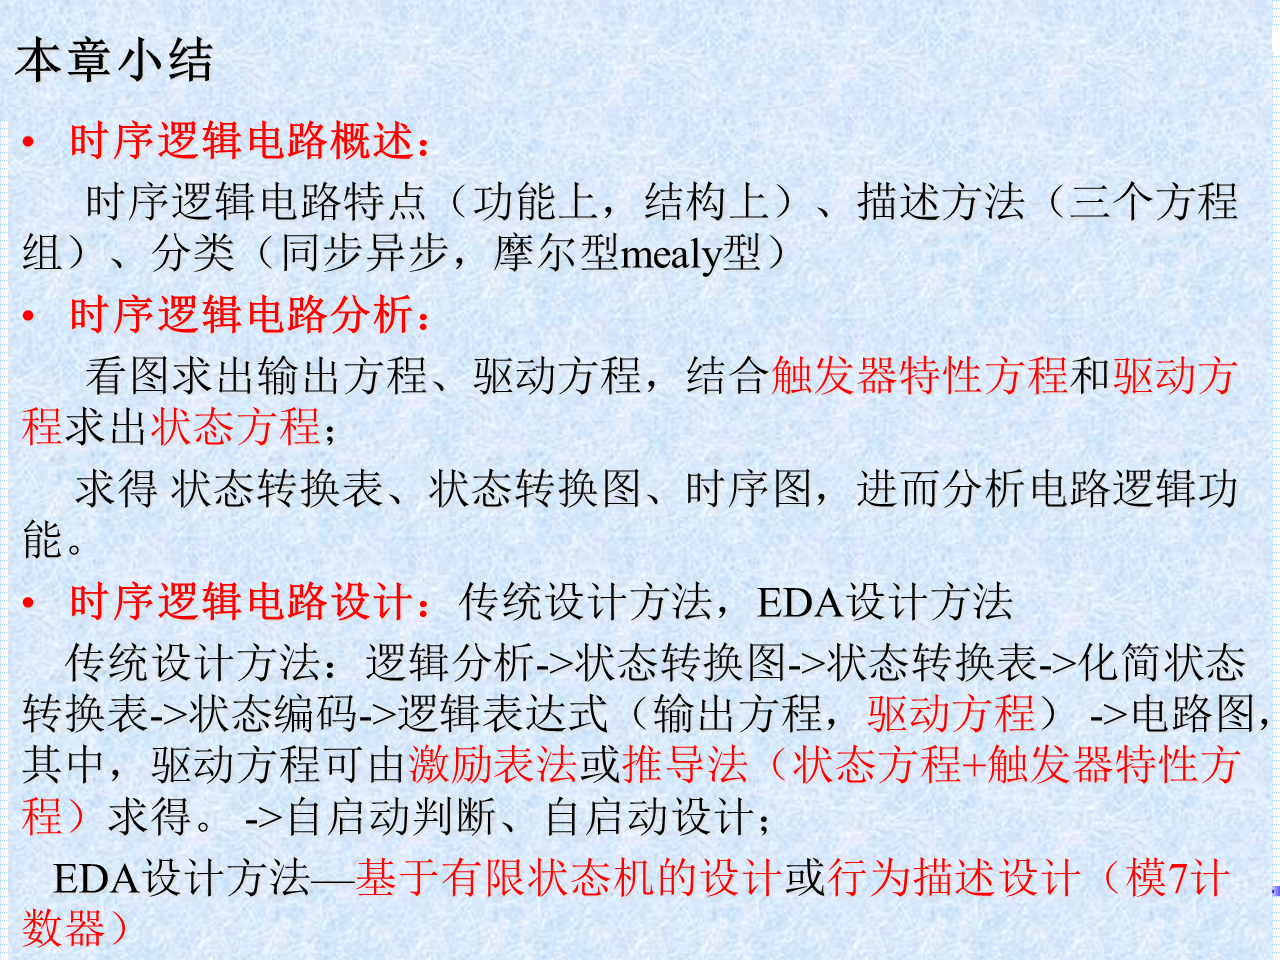 本章小结
• 时序逻辑电路概述：
时序逻辑电路特点（功能上，结构上）、描述方法（三个方程
组）、分类（同步异步，摩尔型mealy型）
• 时序逻辑电路分析：
看图求出输出方程、驱动方程，结合触发器特性方程和驱动方
程求出状态方程；
求得 状态转换表、状态转换图、时序图，进而分析电路逻辑功
能。
• 时序逻辑电路设计：传统设计方法，EDA设计方法
传统设计方法：逻辑分析->状态转换图->状态转换表->化简状态
转换表->状态编码->逻辑表达式（输出方程，驱动方程） ->电路图，
其中，驱动方程可由激励表法或推导法（状态方程+触发器特性方
程）求得。 ->自启动判断、自启动设计；
EDA设计方法—基于有限状态机的设计或行为描述设计（模7计
数器）